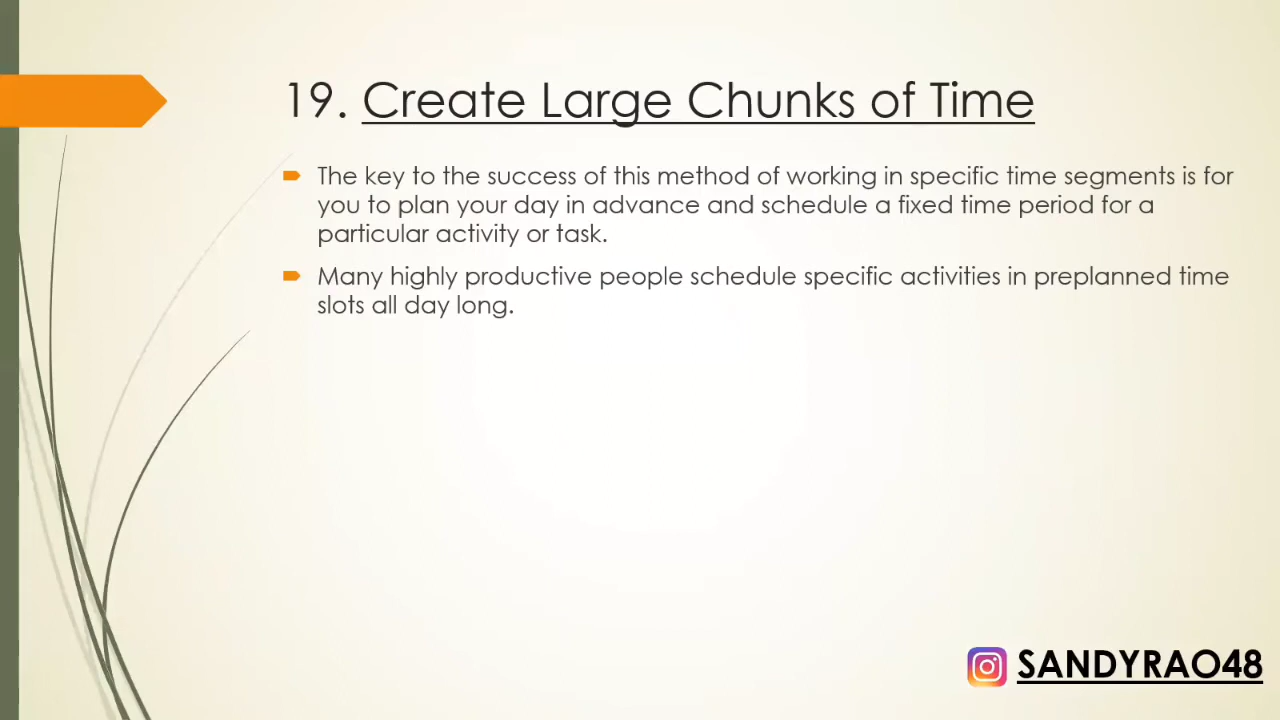 19. Create Large Chunks of Time
The key to the success of this method of working in specific time segments is for
you to plan your day in advance and schedule a fixed time period for a
particular activity or task.
Many highly productive people schedule specific activities in preplanned time
slots all day long.
SANDYRAO48